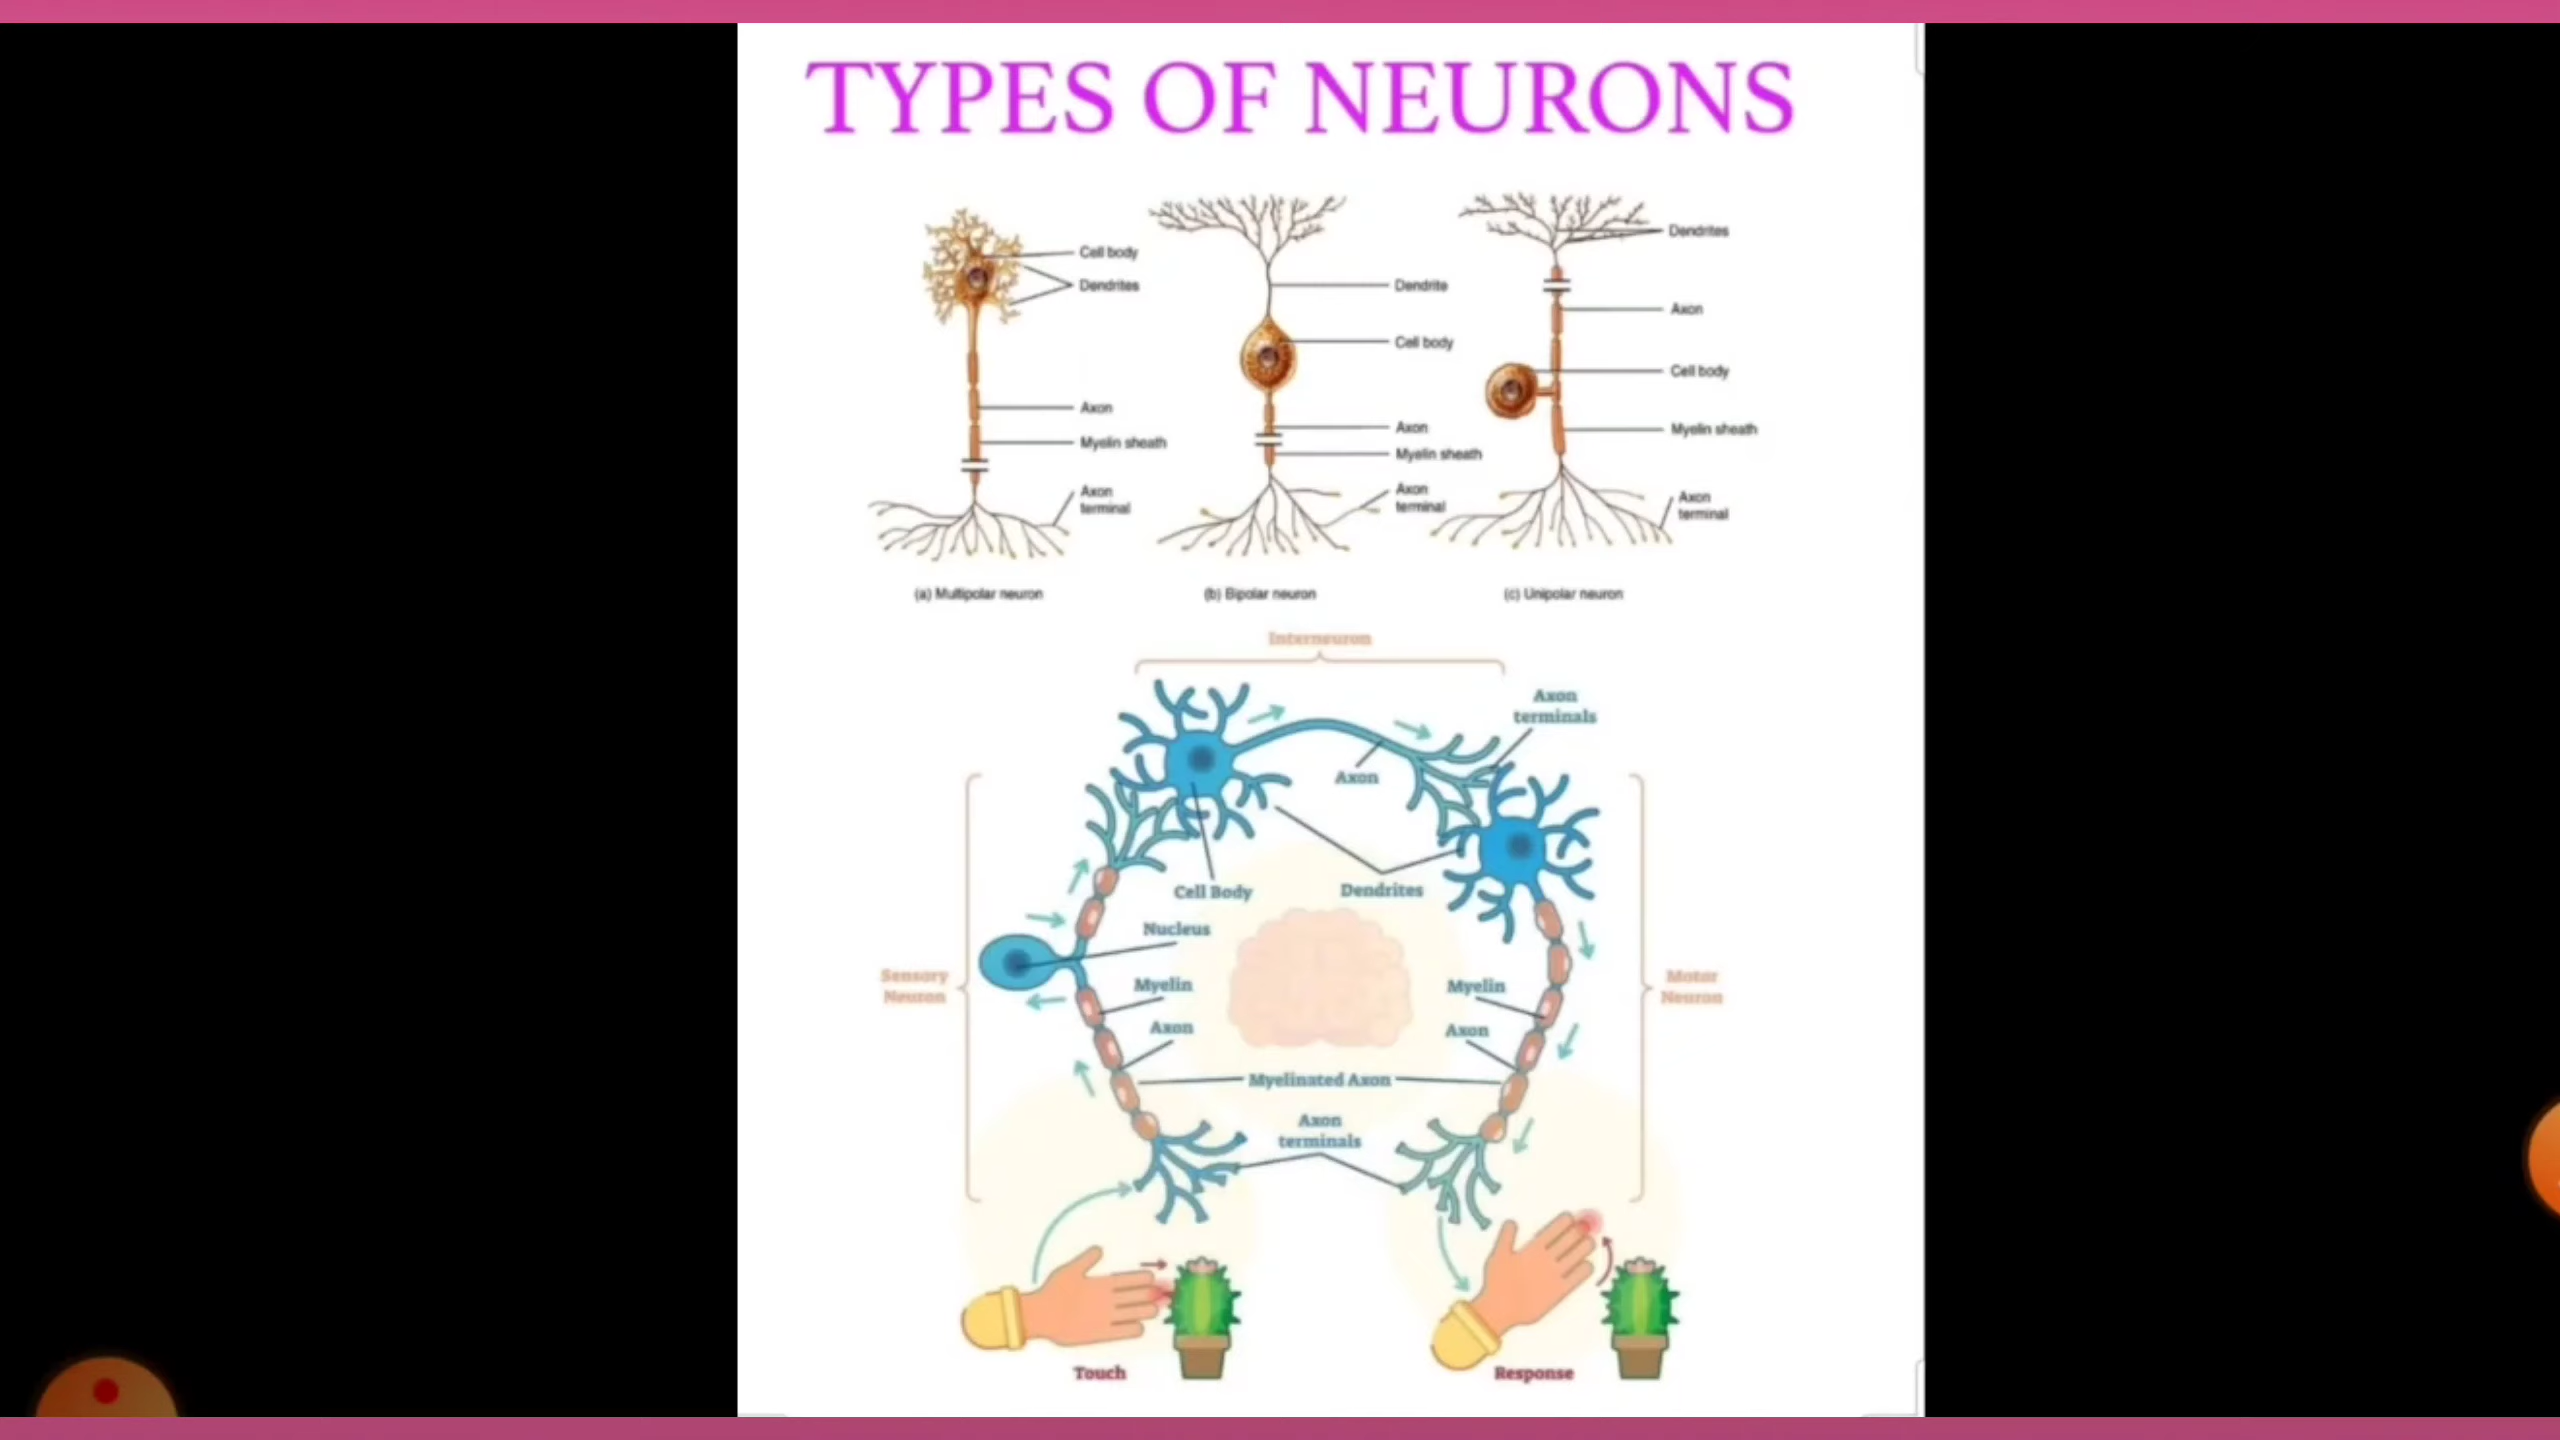 TYPES OF NEURONS
Cell body
Dendrites
Axon
Myelin sheath
Axon
terminal
(a) Multipolar neuron
Dendrite
Cell body
Axon
Myelin sheath
Axon
terminal
(b) Bipolar neuron
Dendrites
Axon
Cell body
Myelin sheath
Axon
terminal
(c) Unipolar neuron
Interneuron
Axon
terminals
Axon
Cell Body
Dendrites
Nucleus
Sensory
Neuron
Myelin
Axon
Myelin
Axon
Motor
Neuron
Myelinated Axon
Axon
terminals
Touch
Response